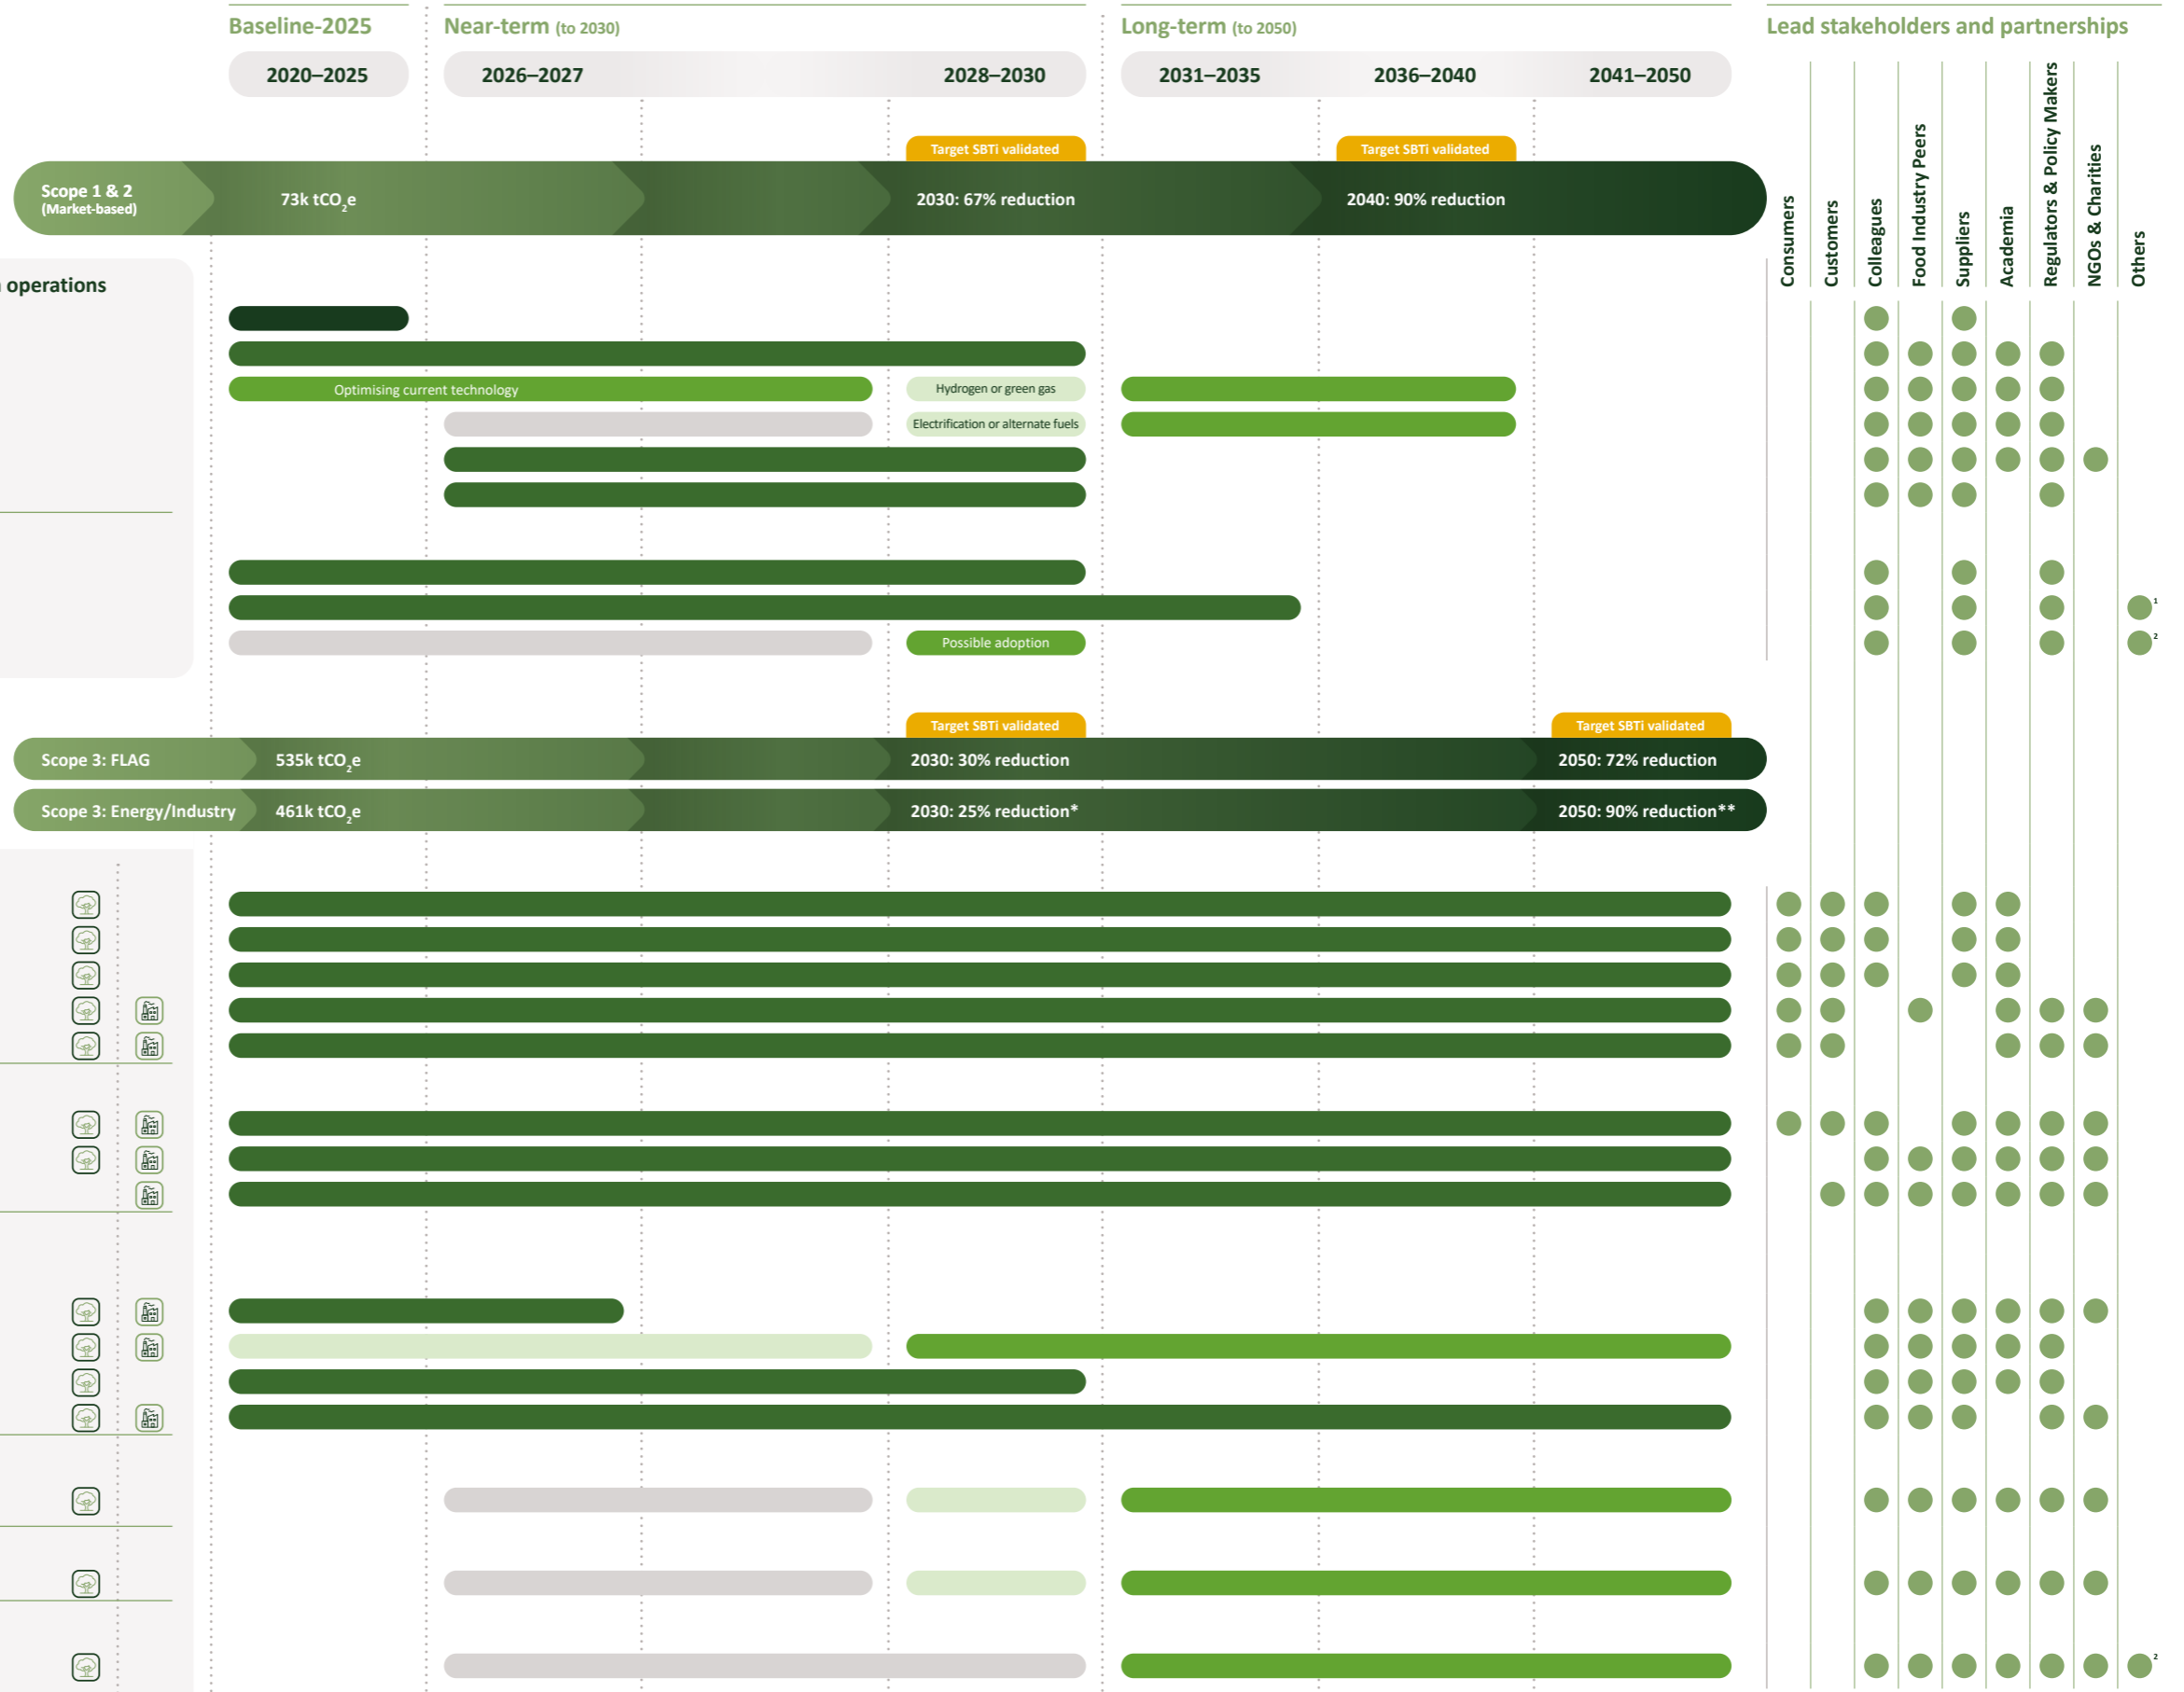 Baseline-2025
Near-term (to 2030)
Long-term (to 2050)
Lead stakeholders and partnerships
2020–2025
2026–2027
2028–2030
2031–2035
2036–2040
2041–2050
Consumers
Customers
Colleagues
Food Industry Peers
Suppliers
Academia
Regulators & Policy Makers
NGOs & Charities
Others
Target SBTi validated
Target SBTi validated
Scope 1 & 2
(Market-based)
73k tCO2e
2030: 67% reduction
2040: 90% reduction
operations
Optimising current technology
Hydrogen or green gas
Electrification or alternate fuels
1
Possible adoption
2
Target SBTi validated
Target SBTi validated
Scope 3: FLAG
535k tCO2e
2030: 30% reduction
2050: 72% reduction
Scope 3: Energy/Industry
461k tCO2e
2030: 25% reduction*
2050: 90% reduction**
2